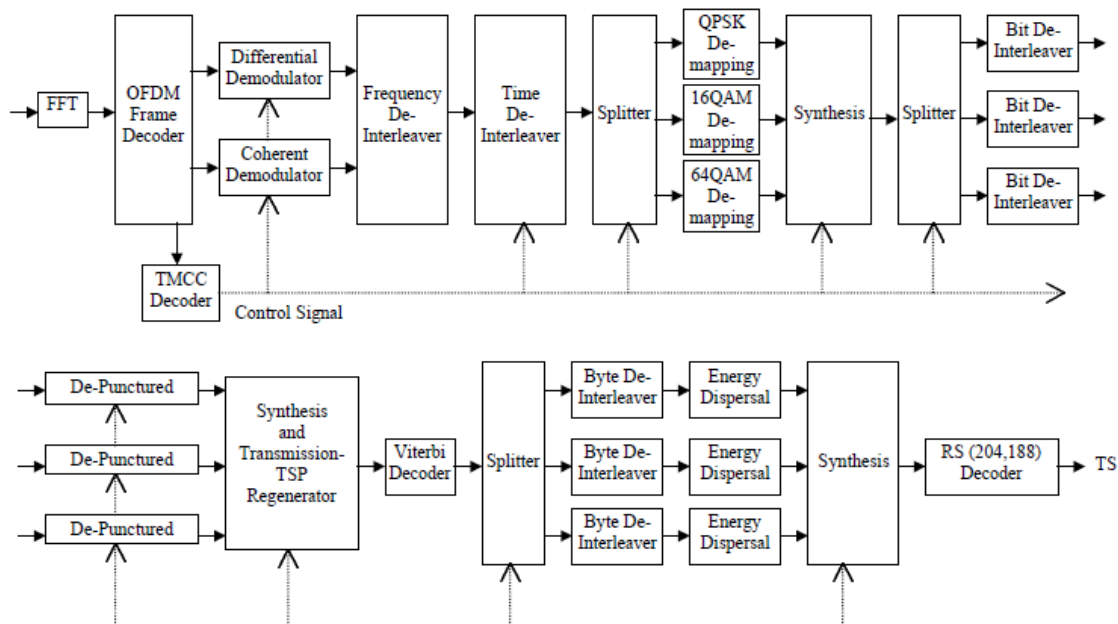 FFT
OFDM
Frame
Decoder
Differential
Demodulator
Coherent
Demodulator
Frequency
De-
Interleaver
Time
De-
Interleaver
Splitter
QPSK
De-
mapping
16QAM
De-
mapping
64QAM
De-
mapping
Synthesis
Splitter
Bit De-
Interleaver
Bit De-
Interleaver
Bit De-
Interleaver
TMCC
Decoder
Control Signal
De-Punctured
De-Punctured
De-Punctured
Synthesis
and
Transmission-
TSP
Regenerator
Viterbi
Decoder
Splitter
Byte De-
Interleaver
Byte De-
Interleaver
Byte De-
Interleaver
Energy
Dispersal
Energy
Dispersal
Energy
Dispersal
Synthesis
RS (204,188)
Decoder
TS